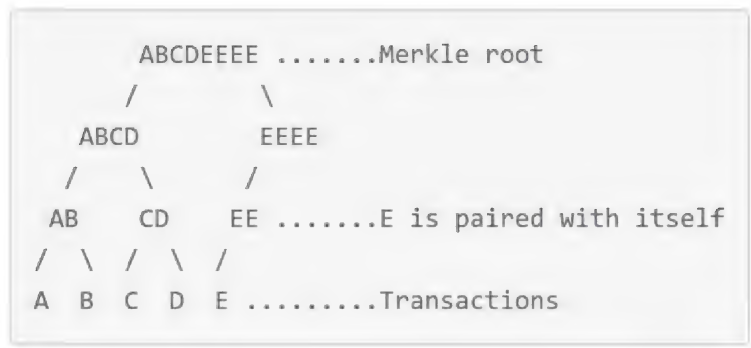 ABCDEEEE .......Merkle root
/ \
ABCD EEEE
/ \ /
AB CD EE .......E is paired with itself
/ \ / \ /
A B C D E .........Transactions